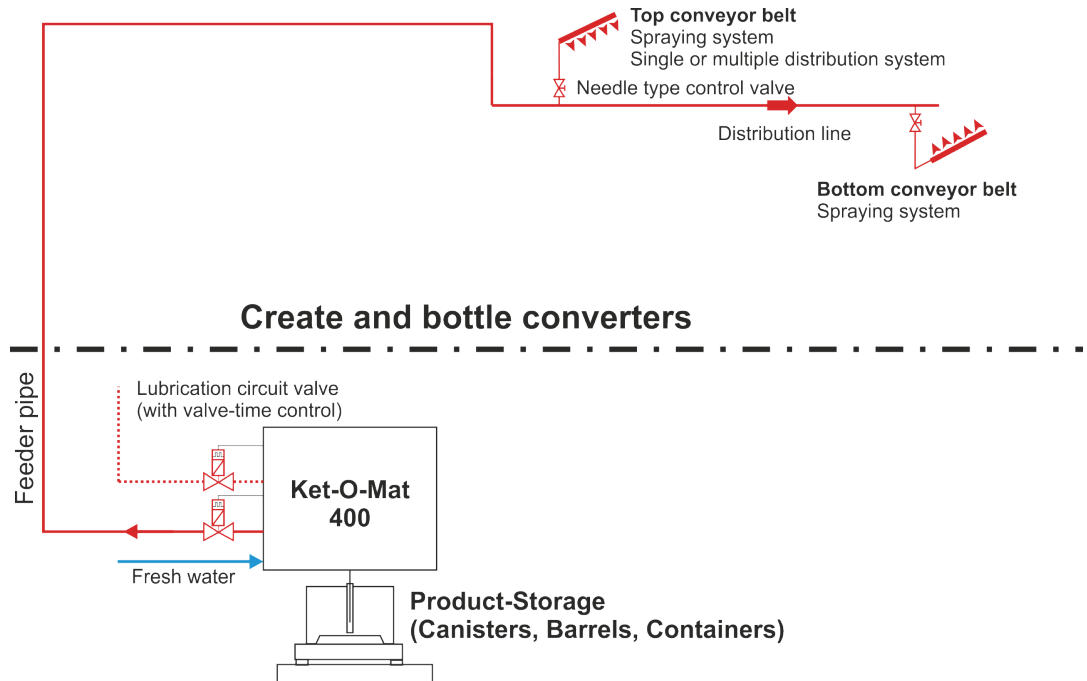 Top conveyor belt
Spraying system
Single or multiple distribution system
Needle type control valve
Distribution line
Bottom conveyor belt
Spraying system
Create and bottle converters
Feeder pipe
Lubrication circuit valve
(with valve-time control)
Ket-O-Mat
400
Fresh water
Product-Storage
(Canisters, Barrels, Containers)